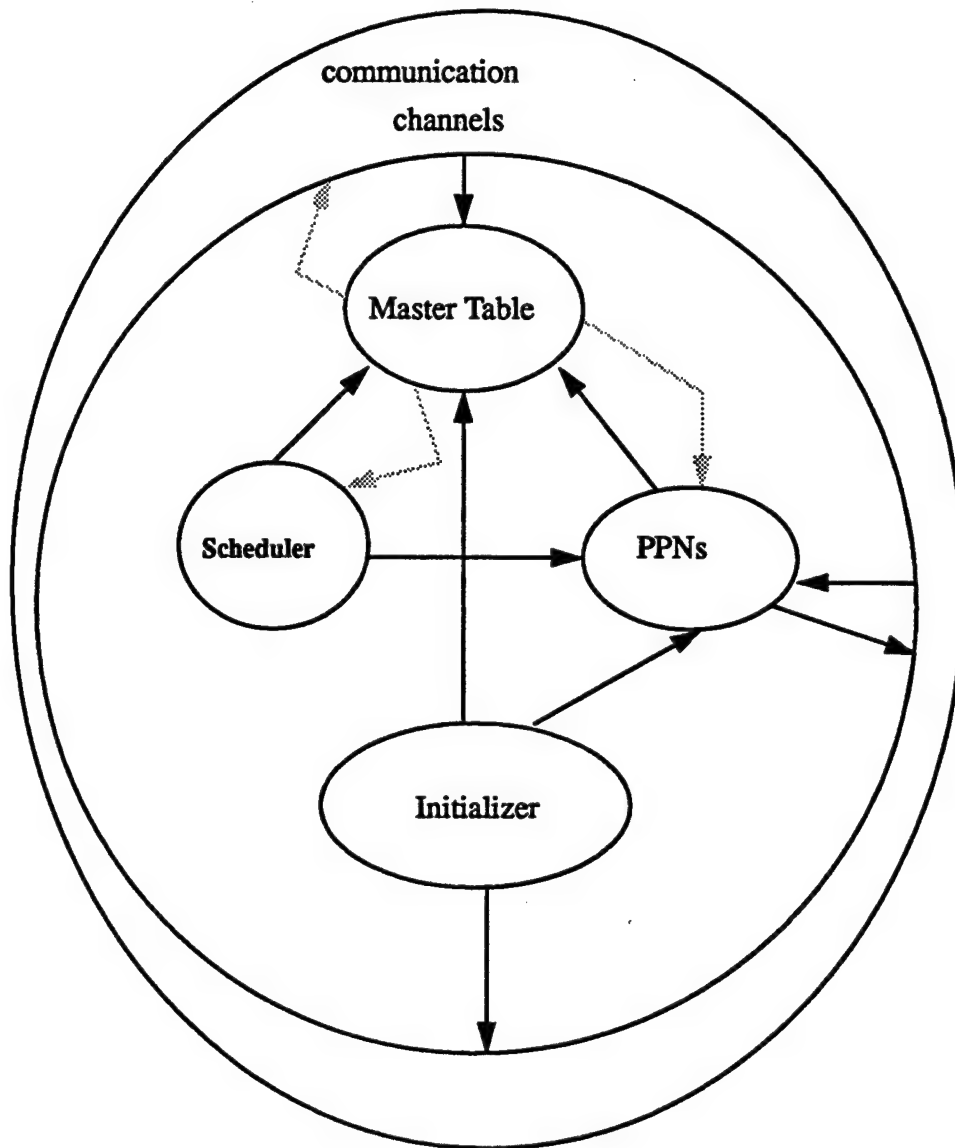 communication
channels
Master Table
Scheduler
PPNs
Initializer